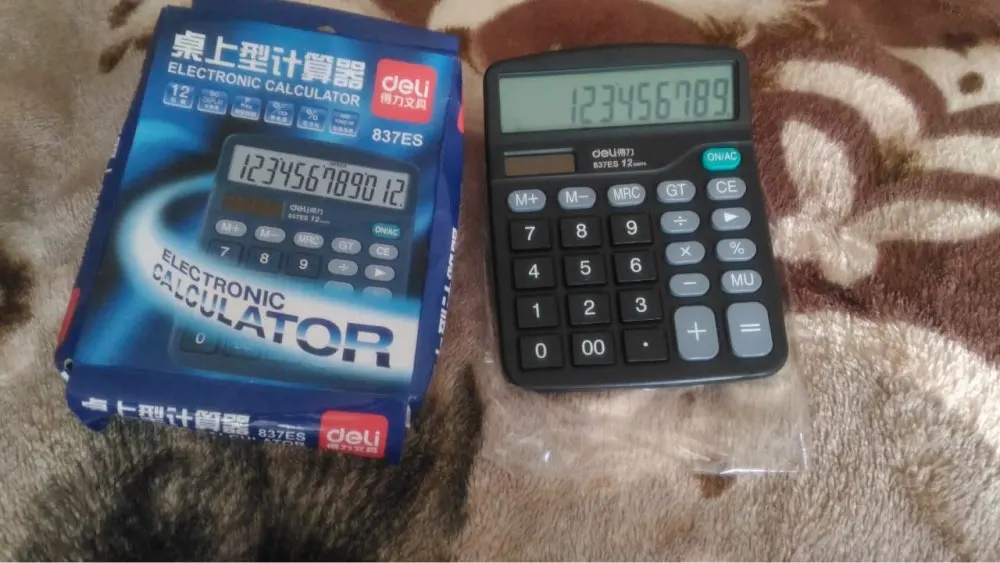 桌上型计算器
ELECTRONIC CALCULATOR
deli
得力文具
12
837ES
123456789012.
deli得力
837ES 12
ON/AC
M+ M− MRC GT CE
7 8 9 ÷ ▶
ELECTRONIC
CALCULATOR
0
桌上型计算器
837ES
deli
得力文具
123456789
deli得力
837ES 12 DIGITS
ON/AC
M+ M− MRC GT CE
7 8 9 ÷ ▶
4 5 6 × %
1 2 3 − MU
0 00 · + =